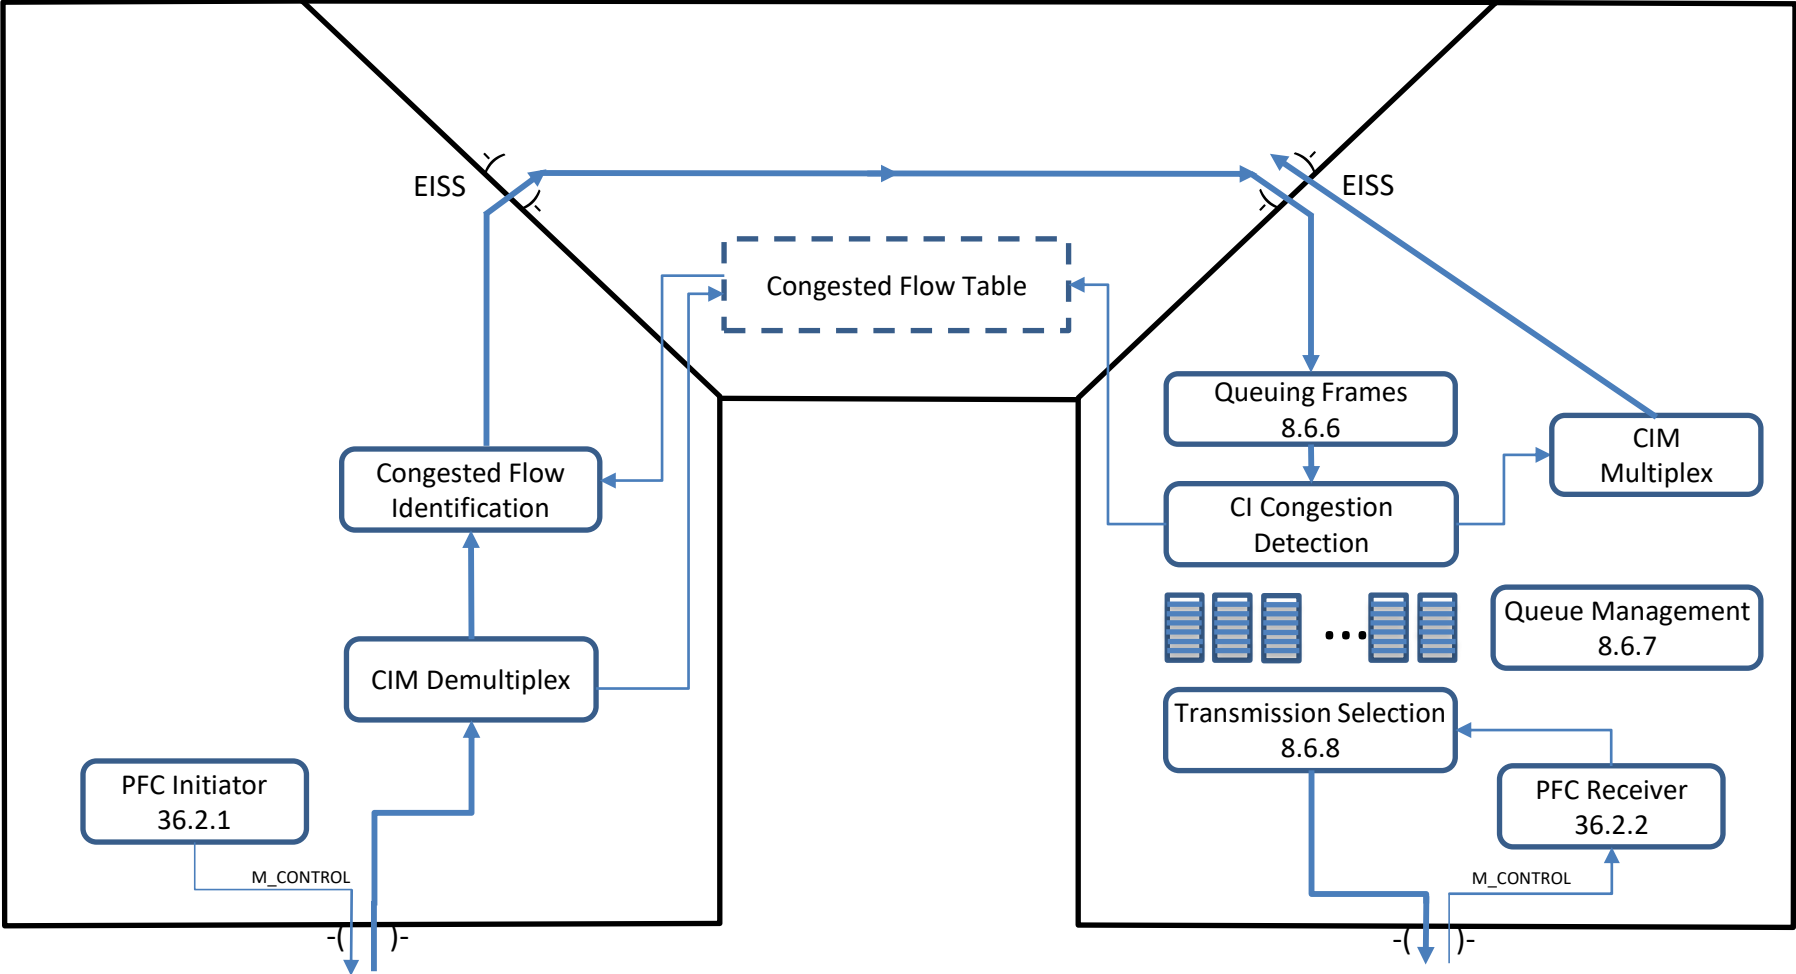 EISS
EISS
Congested Flow Table
Queuing Frames
8.6.6
CIM
Multiplex
Congested Flow
Identification
CI Congestion
Detection
Queue Management
8.6.7
...
CIM Demultiplex
Transmission Selection
8.6.8
PFC Initiator
36.2.1
PFC Receiver
36.2.2
M_CONTROL
M_CONTROL
-( )-
-( )-